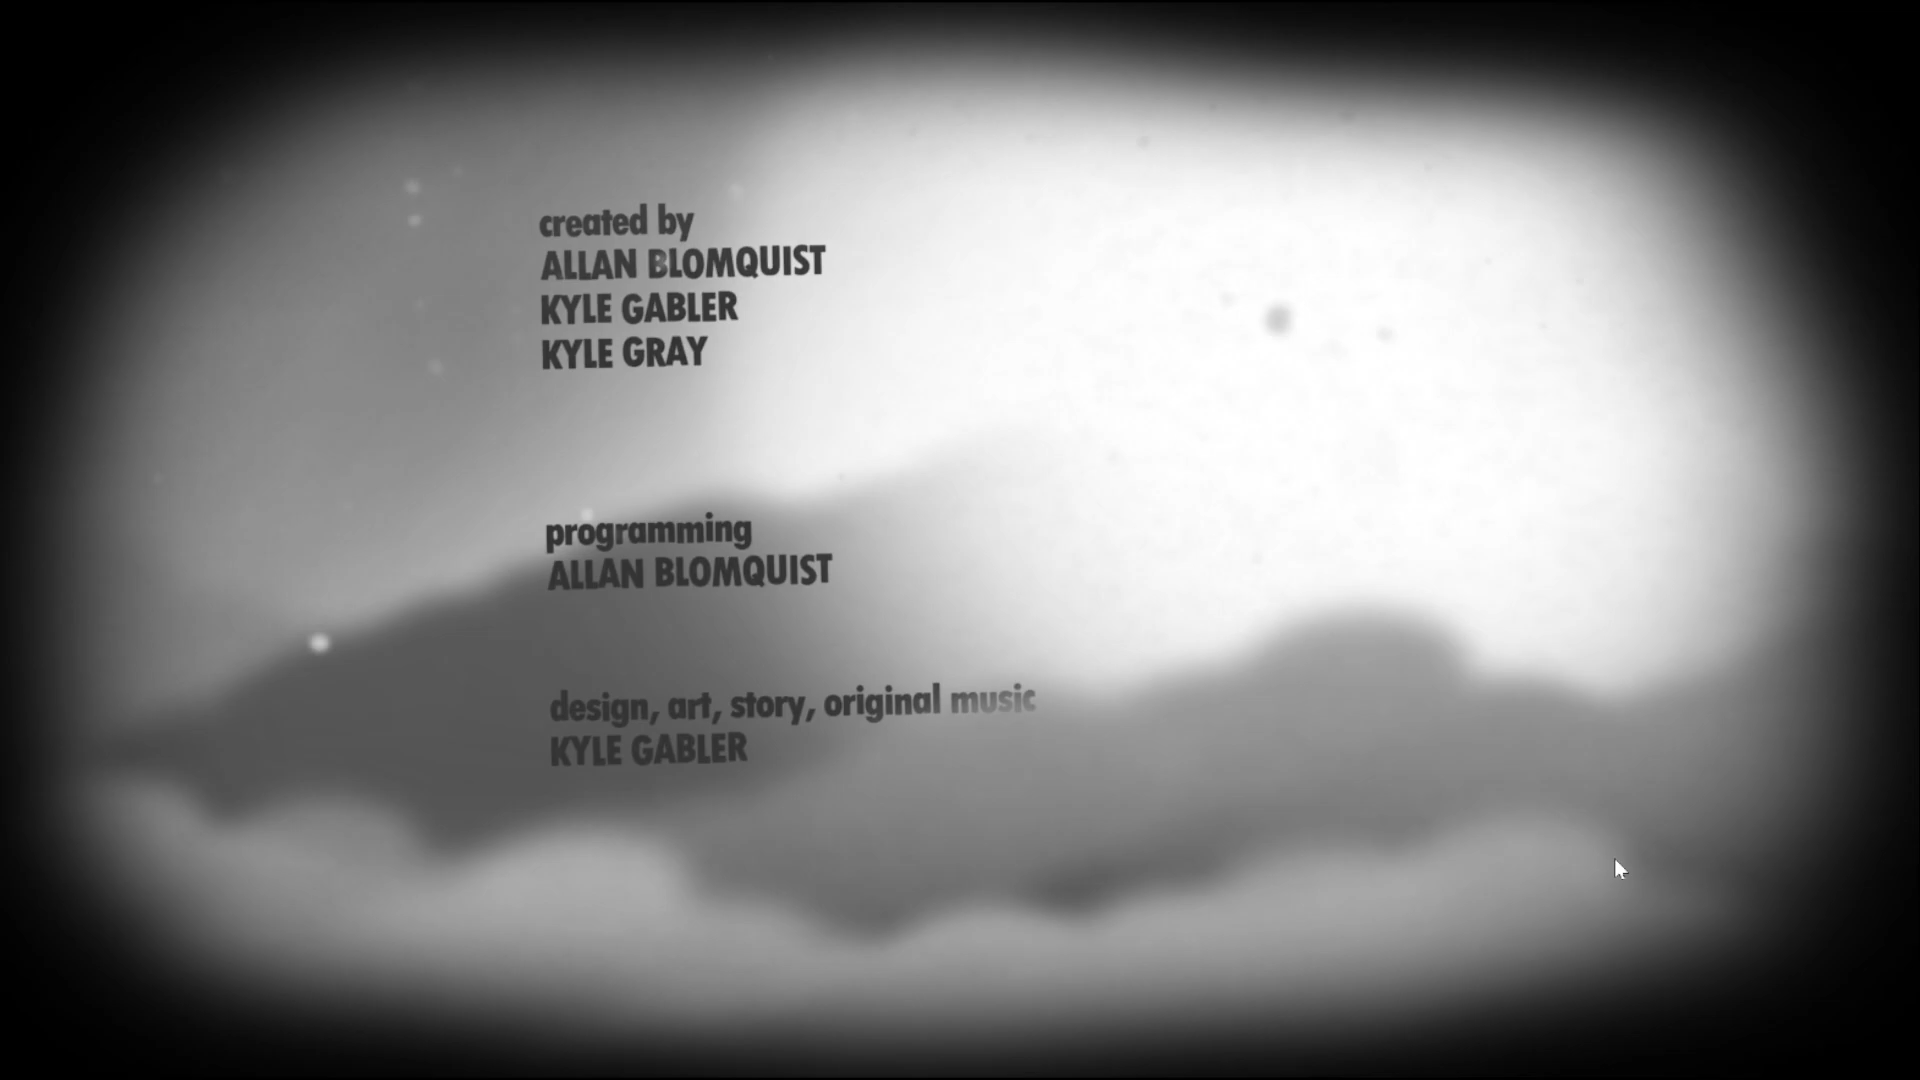 created by
ALLAN BLOMQUIST
KYLE GABLER
KYLE GRAY
programming
ALLAN BLOMQUIST
design, art, story, original music
KYLE GABLER